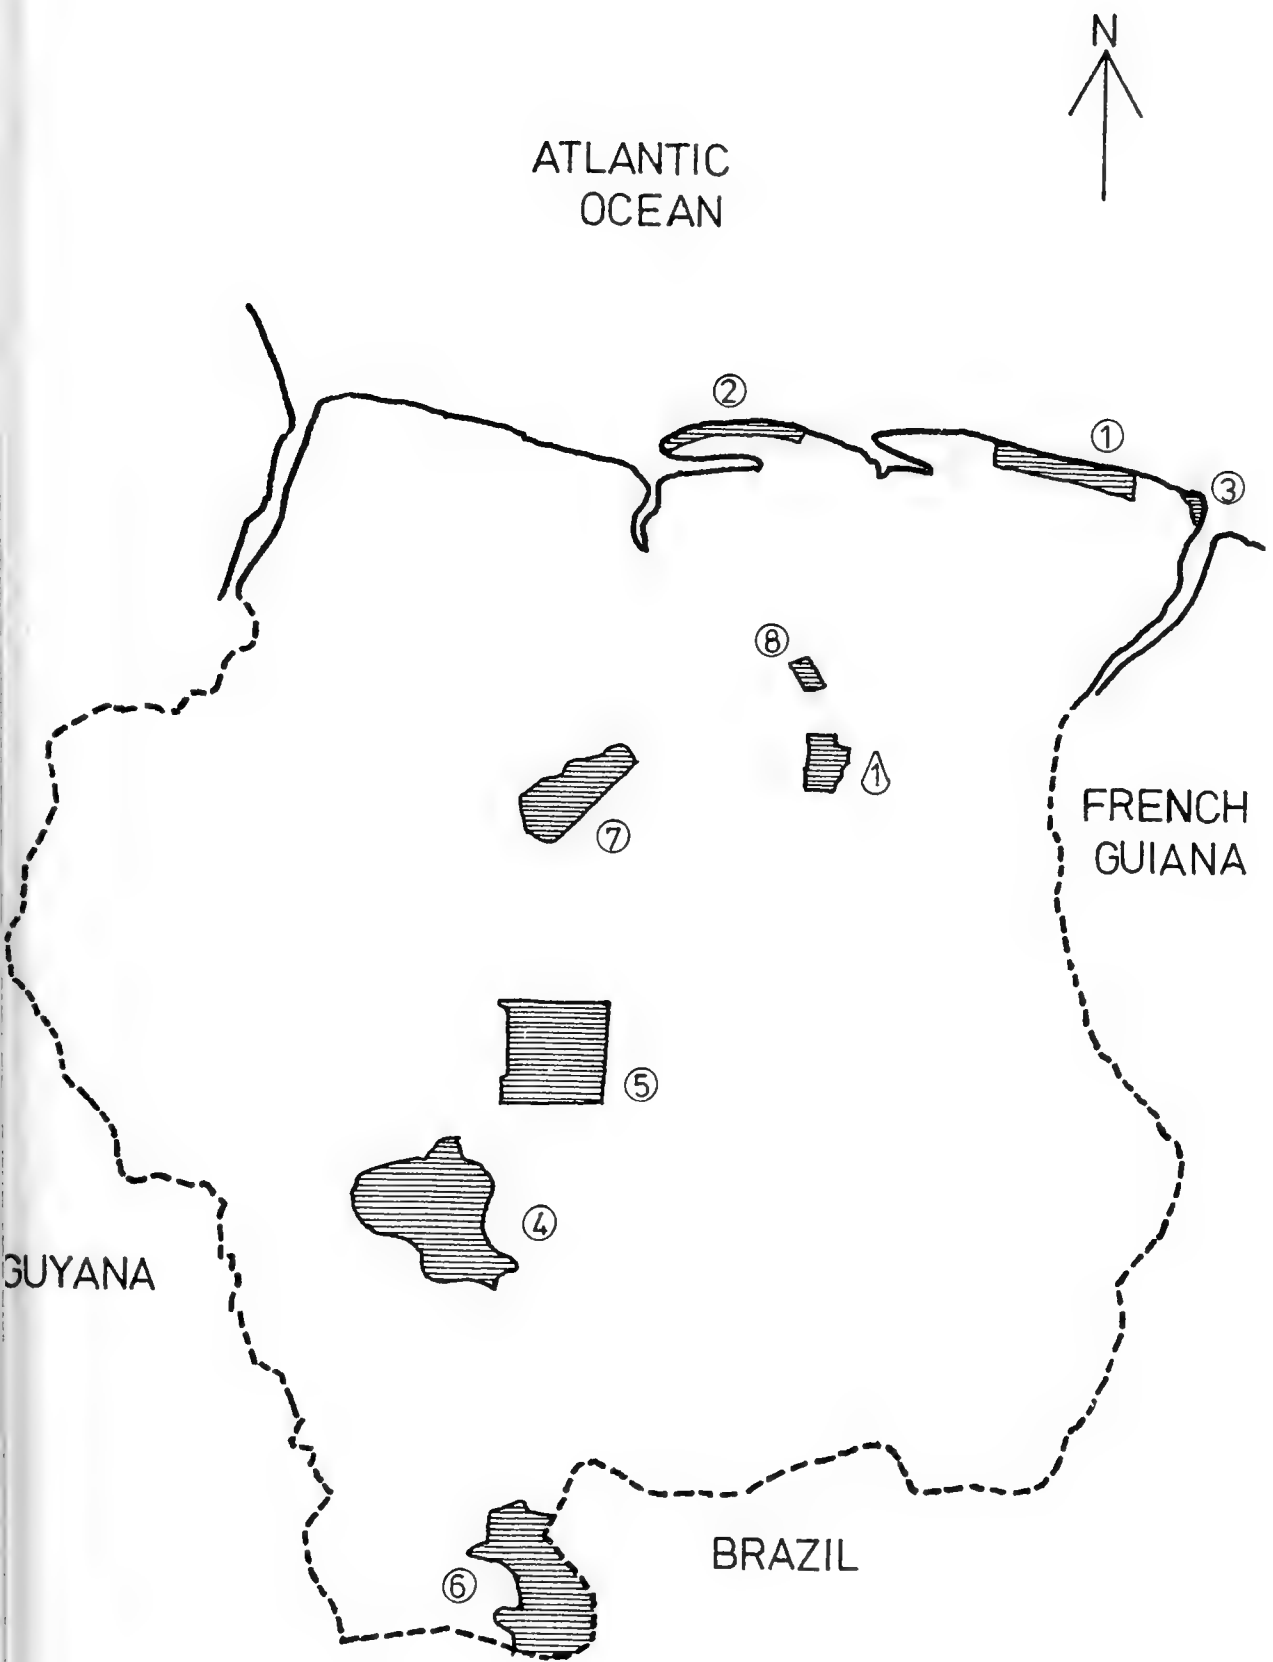 N
ATLANTIC
OCEAN
②
①
③
⑧
1
⑦
FRENCH
GUIANA
⑤
④
GUYANA
BRAZIL
⑥